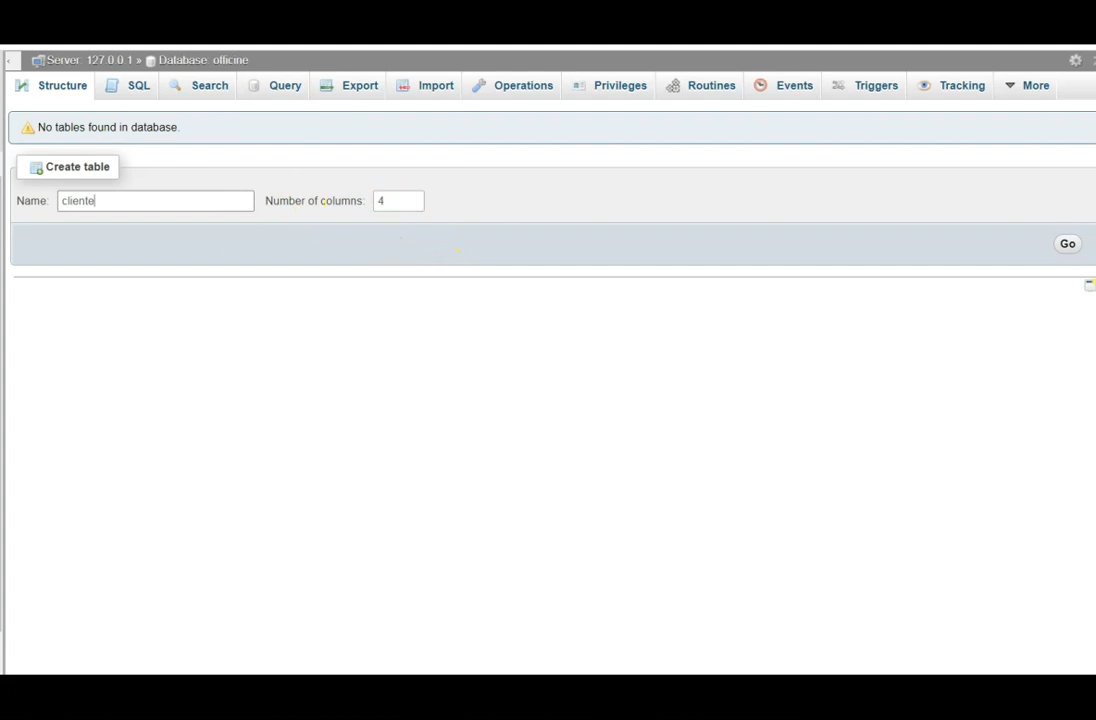 Server: 127.0.0.1 » Database: officine
Structure SQL Search Query Export Import Operations Privileges Routines Events Triggers Tracking More
No tables found in database.
Create table
Name: cliente Number of columns: 4
Go